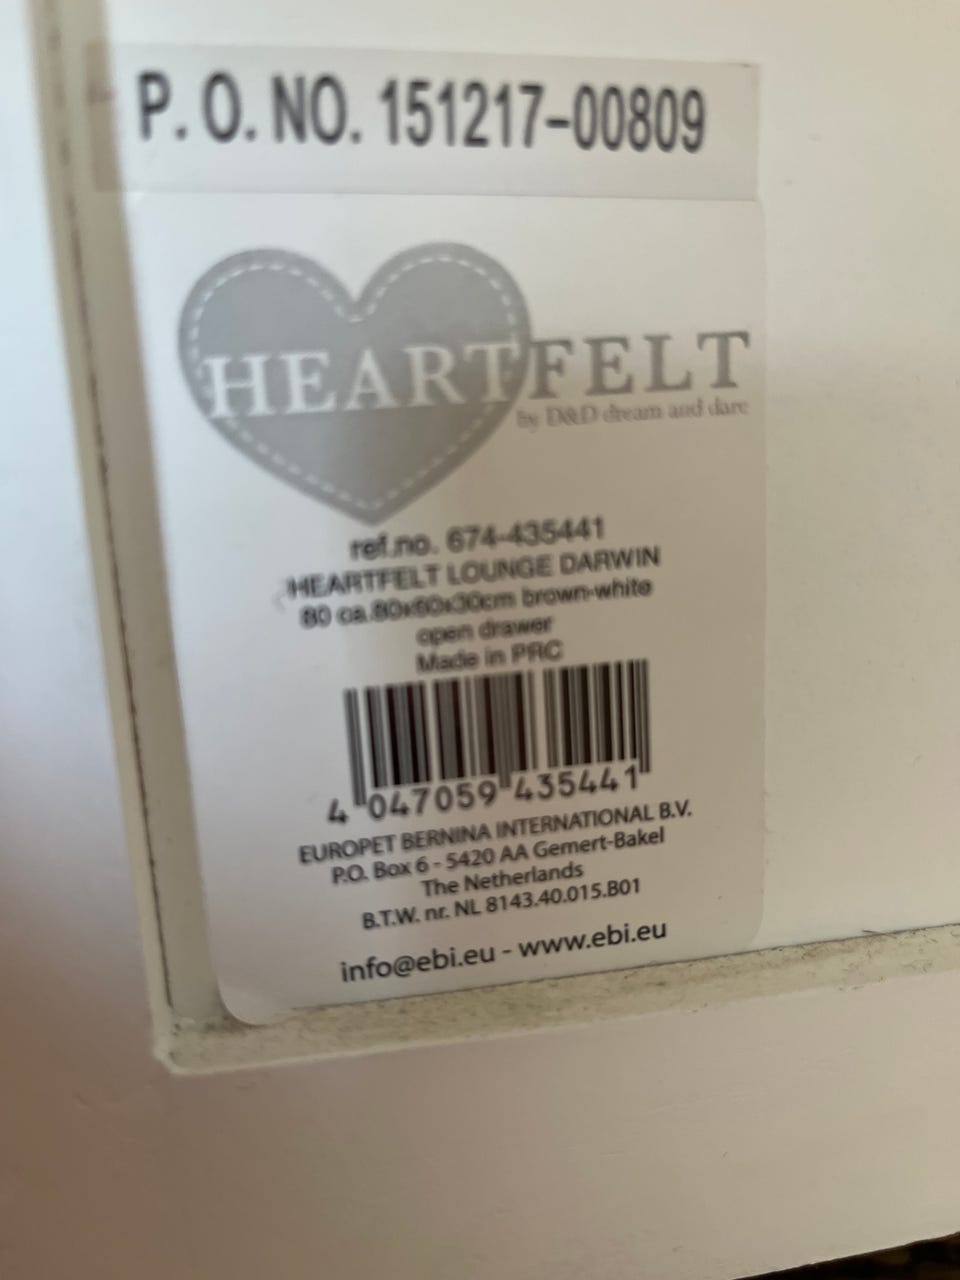 P.O.NO. 151217-00809
HEARTFELT
by D&D dream and dare
ref.no. 674-435441
HEARTFELT LOUNGE DARWIN
80 ca.80x60x30cm brown-white
open drawer
Made in PRC
4 047059 435441
EUROPET BERNINA INTERNATIONAL B.V.
P.O. Box 6 - 5420 AA Gemert-Bakel
The Netherlands
B.T.W. nr. NL 8143.40.015.B01
info@ebi.eu - www.ebi.eu